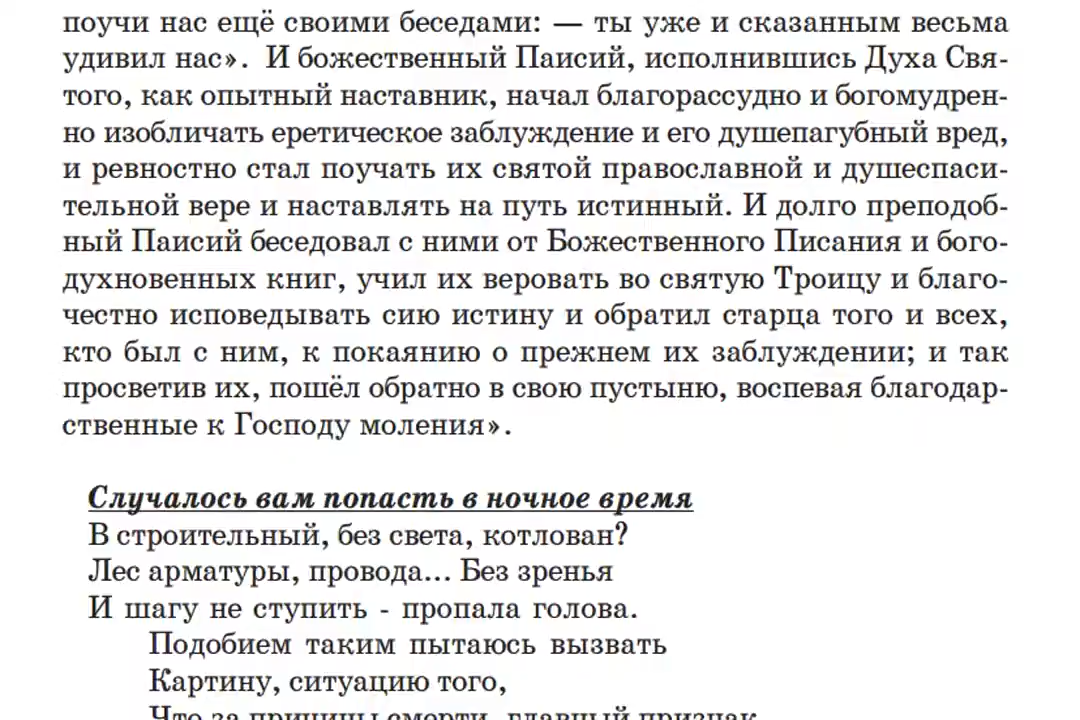 поучи нас ещё своими беседами: — ты уже и сказанным весьма
удивил нас». И божественный Паисий, исполнившись Духа Свя-
того, как опытный наставник, начал благорассудно и богомудрен-
но изобличать еретическое заблуждение и его душепагубный вред,
и ревностно стал поучать их святой православной и душеспаси-
тельной вере и наставлять на путь истинный. И долго преподоб-
ный Паисий беседовал с ними от Божественного Писания и бого-
духновенных книг, учил их веровать во святую Троицу и благо-
честно исповедывать сию истину и обратил старца того и всех,
кто был с ним, к покаянию о прежнем их заблуждении; и так
просветив их, пошёл обратно в свою пустыню, воспевая благодар-
ственные к Господу моления».
Случалось вам попасть в ночное время
В строительный, без света, котлован?
Лес арматуры, провода... Без зренья
И шагу не ступить - пропала голова.
Подобием таким пытаюсь вызвать
Картину, ситуацию того,
Что за причины смерти, главный признак